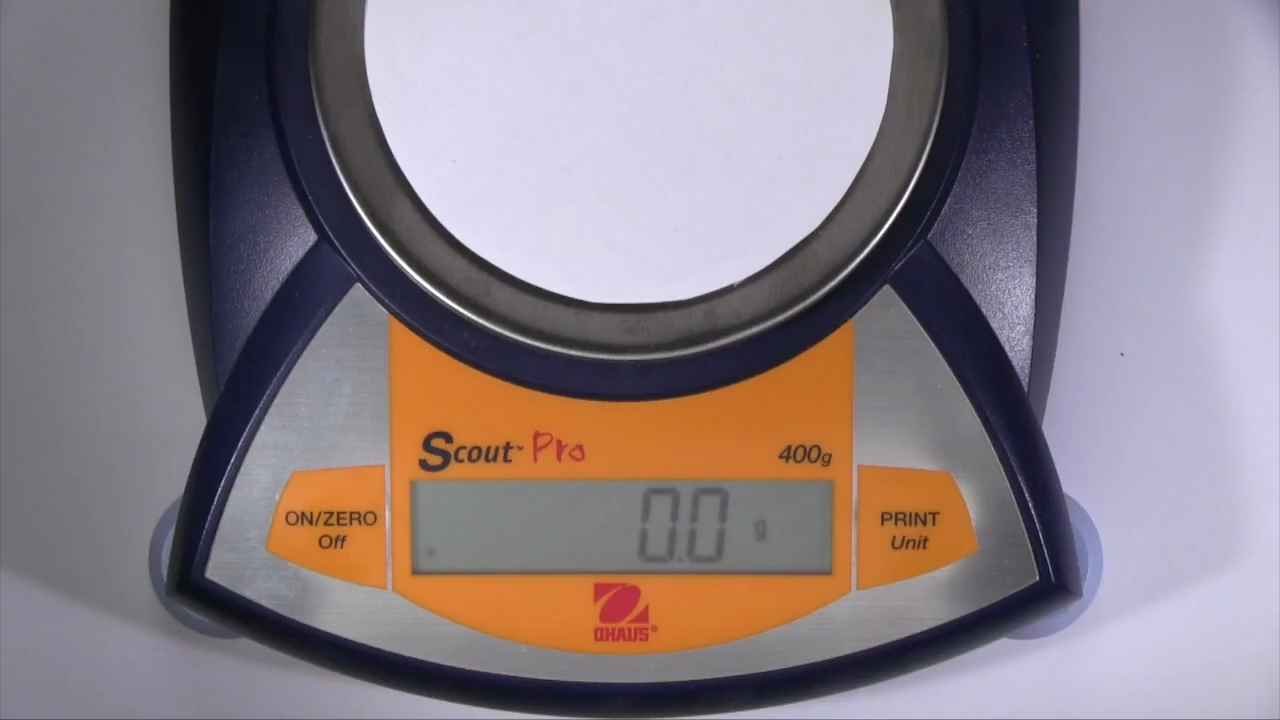 Scout™ Pro
400g
ON/ZERO
Off
0.0 g
PRINT
Unit
OHAUS®